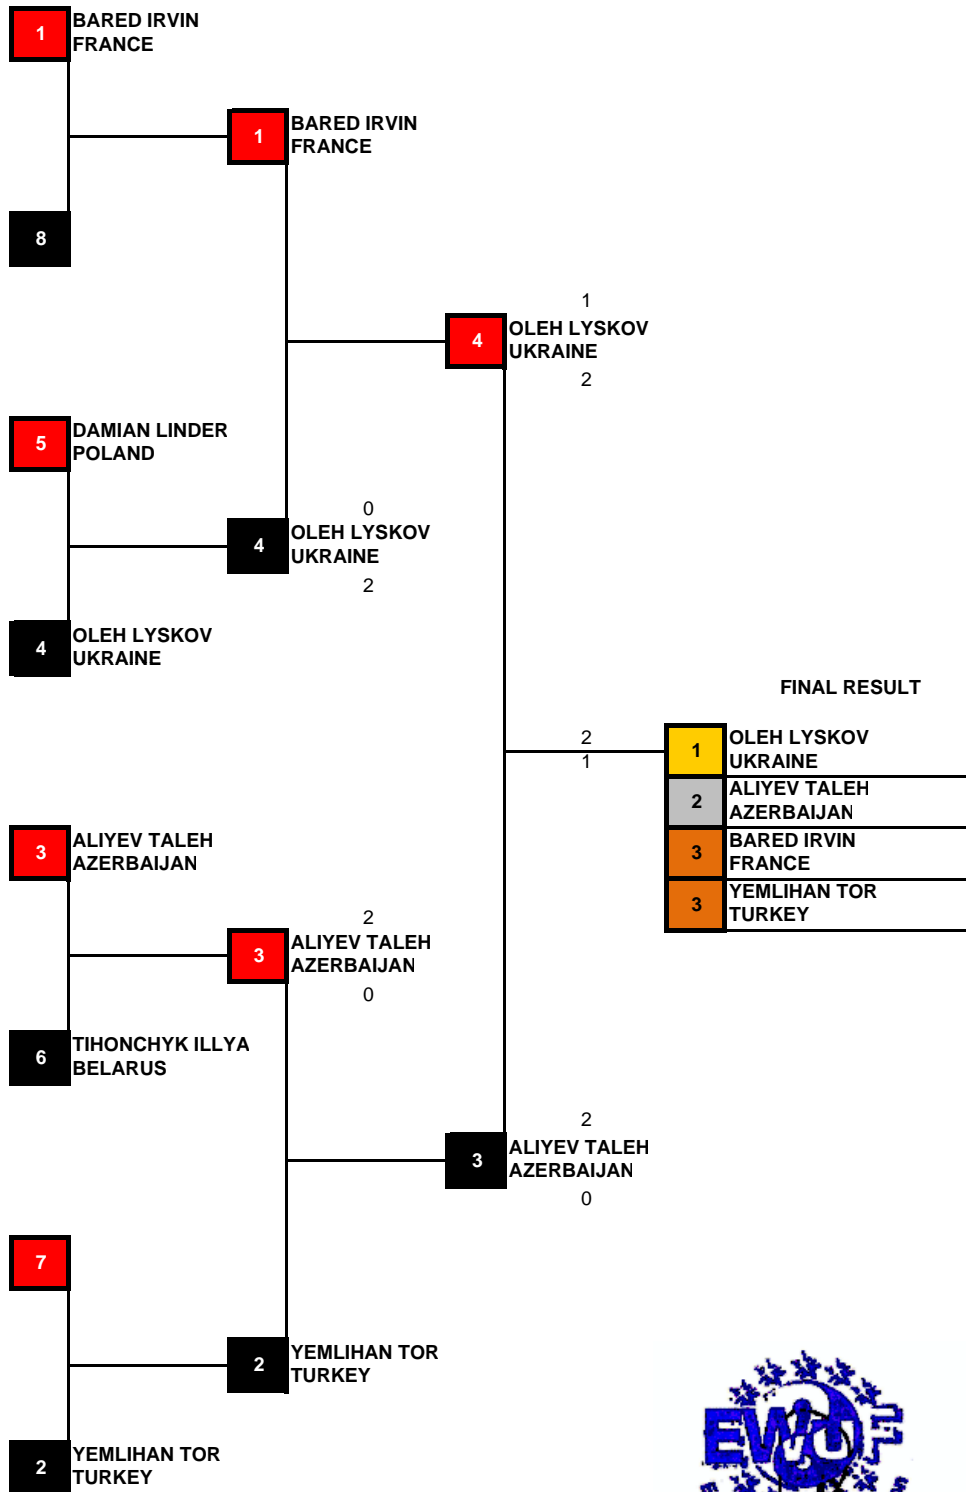 1 BARED IRVIN
FRANCE
1 BARED IRVIN
FRANCE
8
1
4 OLEH LYSKOV
UKRAINE
2
5 DAMIAN LINDER
POLAND
0
4 OLEH LYSKOV
UKRAINE
2
4 OLEH LYSKOV
UKRAINE
FINAL RESULT
2
1
1 OLEH LYSKOV
UKRAINE
2 ALIYEV TALEH
AZERBAIJAN
3 BARED IRVIN
FRANCE
3 YEMLIHAN TOR
TURKEY
3 ALIYEV TALEH
AZERBAIJAN
2
3 ALIYEV TALEH
AZERBAIJAN
0
6 TIHONCHYK ILLYA
BELARUS
2
3 ALIYEV TALEH
AZERBAIJAN
0
7
2 YEMLIHAN TOR
TURKEY
2 YEMLIHAN TOR
TURKEY